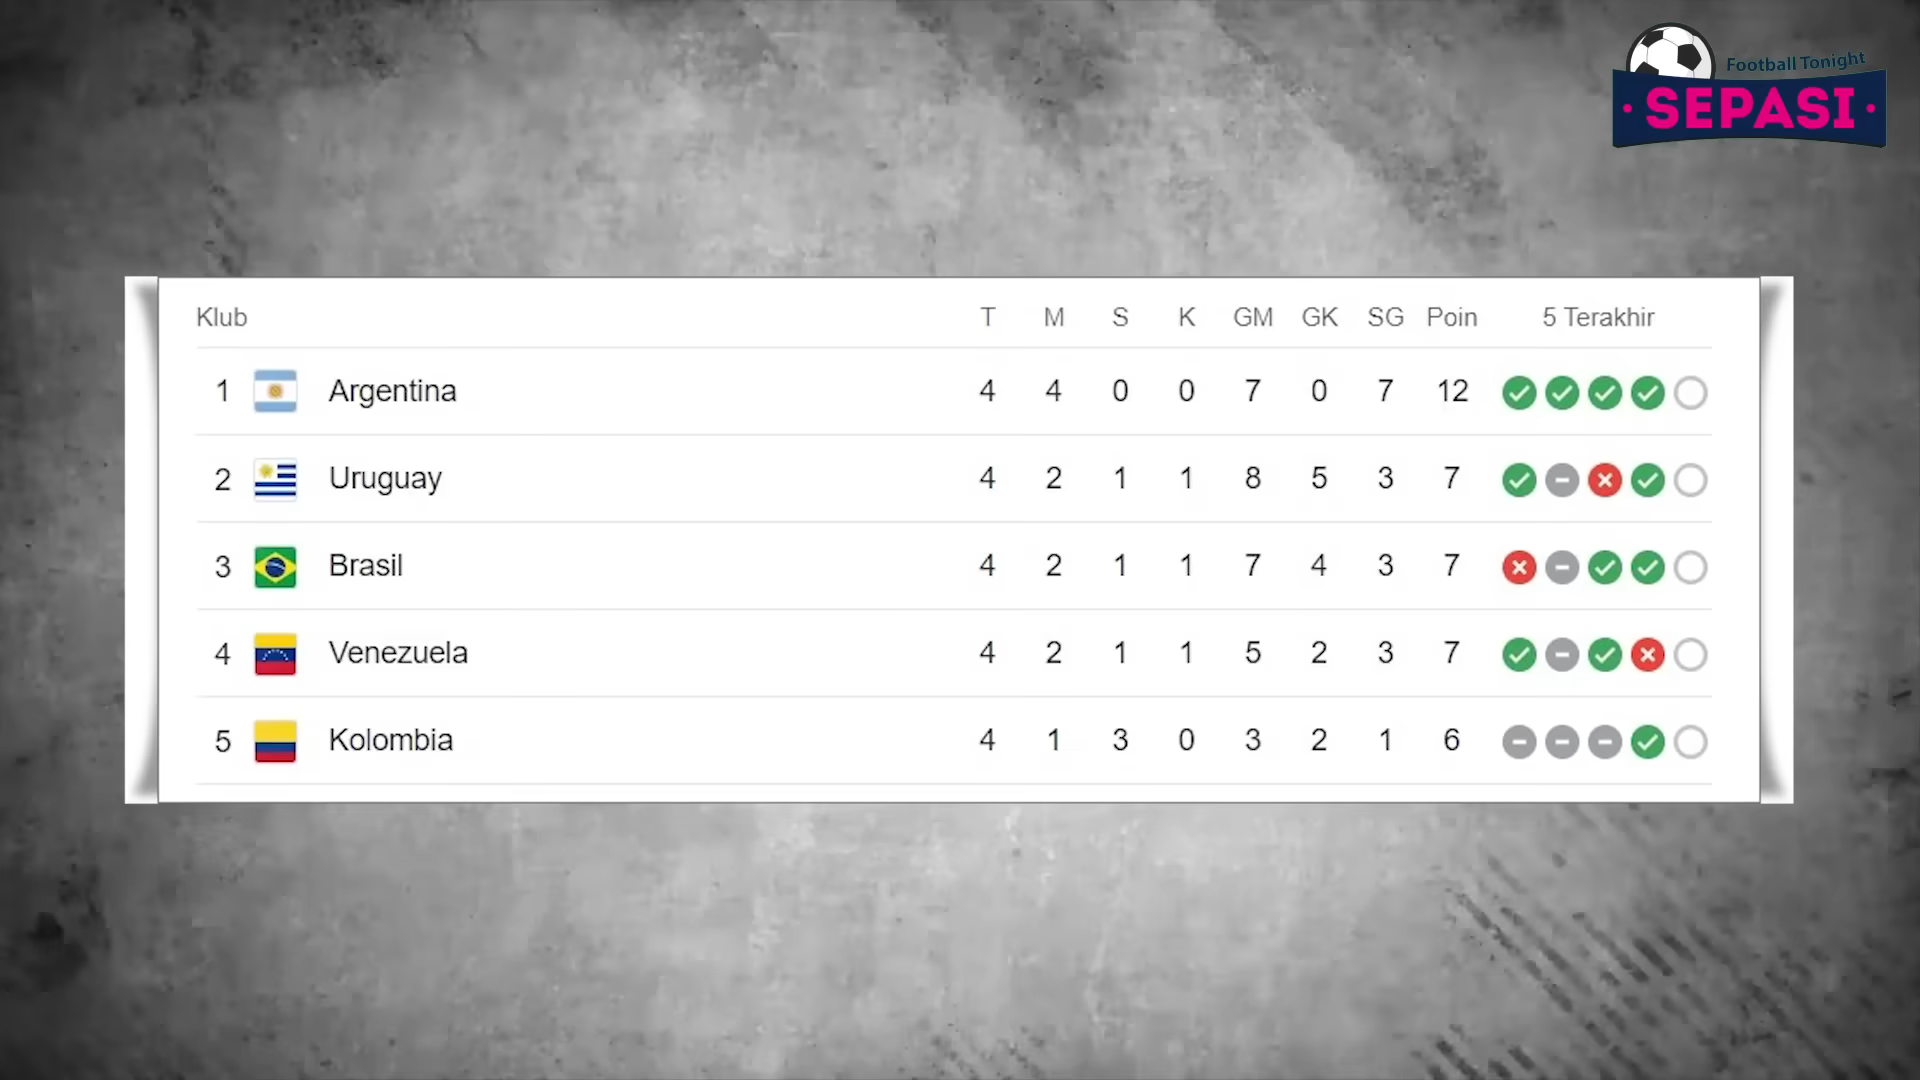 Football Tonight
SEPASI
Klub T M S K GM GK SG Poin 5 Terakhir
1 Argentina 4 4 0 0 7 0 7 12
2 Uruguay 4 2 1 1 8 5 3 7
3 Brasil 4 2 1 1 7 4 3 7
4 Venezuela 4 2 1 1 5 2 3 7
5 Kolombia 4 1 3 0 3 2 1 6